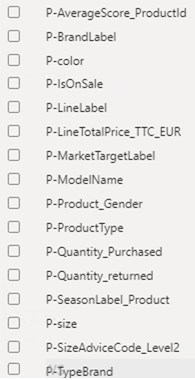 P-AverageScore_ProductId
P-BrandLabel
P-color
P-IsOnSale
P-LineLabel
P-LineTotalPrice_TTC_EUR
P-MarketTargetLabel
P-ModelName
P-Product_Gender
P-ProductType
P-Quantity_Purchased
P-Quantity_returned
P-SeasonLabel_Product
P-size
P-SizeAdviceCode_Level2
P-TypeBrand